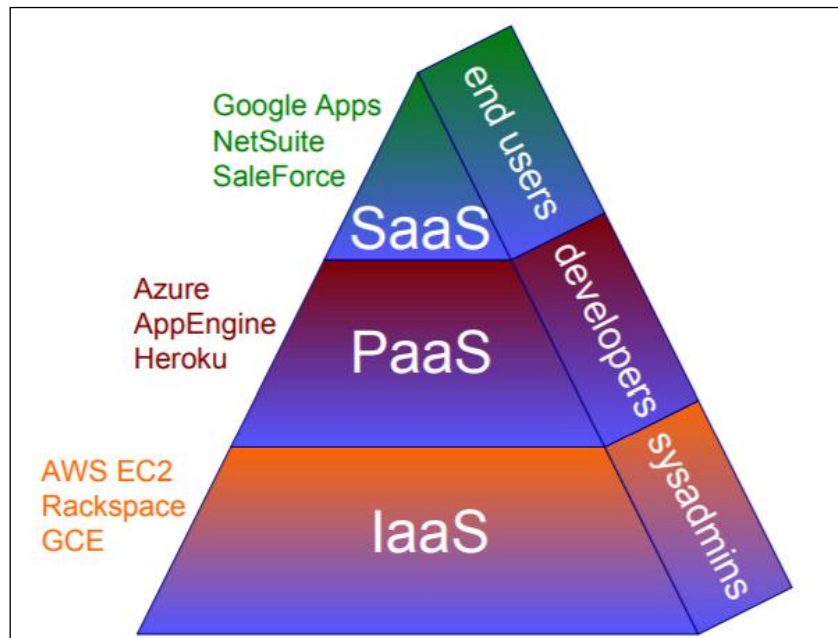 Google Apps
NetSuite
SaleForce
SaaS
end users
Azure
AppEngine
Heroku
PaaS
developers
AWS EC2
Rackspace
GCE
IaaS
sysadmins